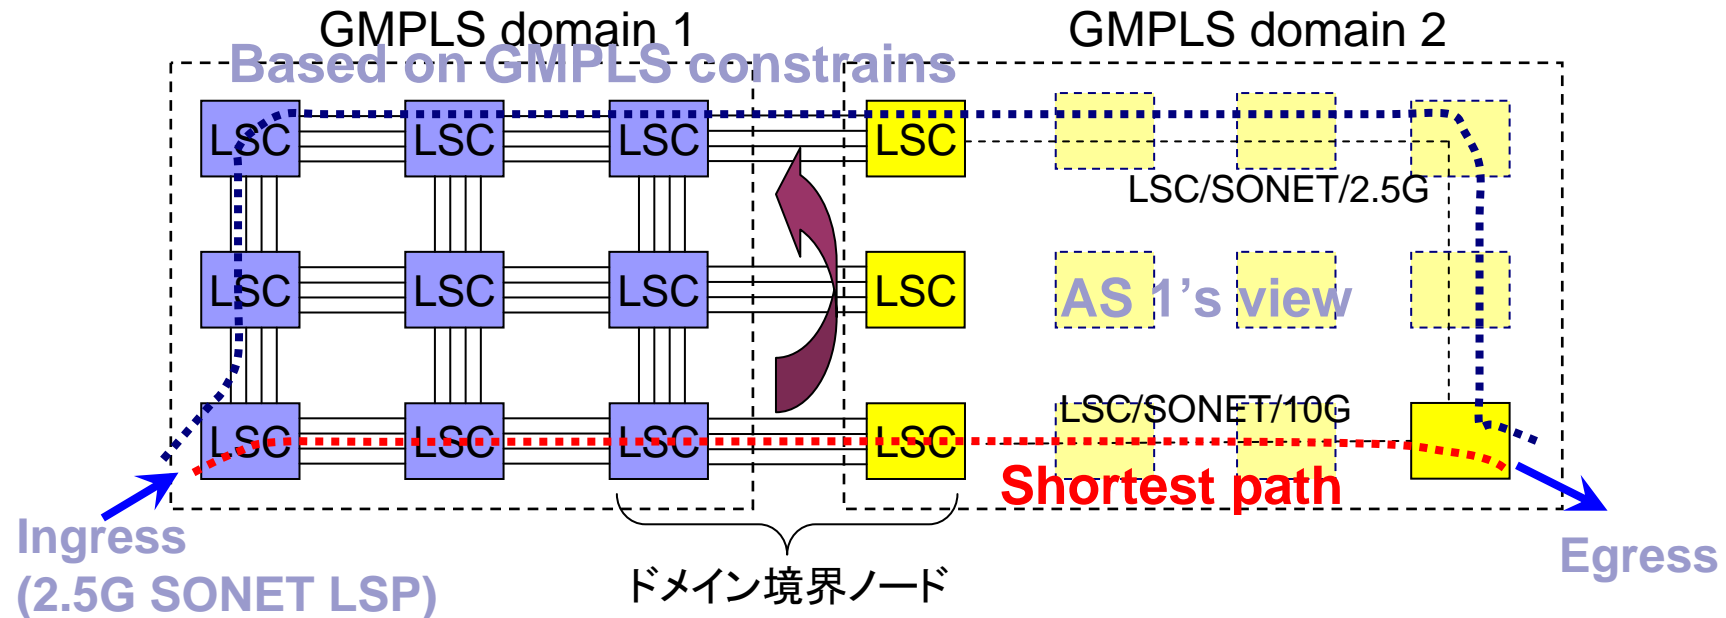 GMPLS domain 1
GMPLS domain 2
Based on GMPLS constrains
LSC
LSC
LSC
LSC
LSC/SONET/2.5G
LSC
LSC
LSC
LSC
AS 1's view
LSC/SONET/10G
LSC
LSC
LSC
LSC
Shortest path
Ingress
(2.5G SONET LSP)
ドメイン境界ノード
Egress